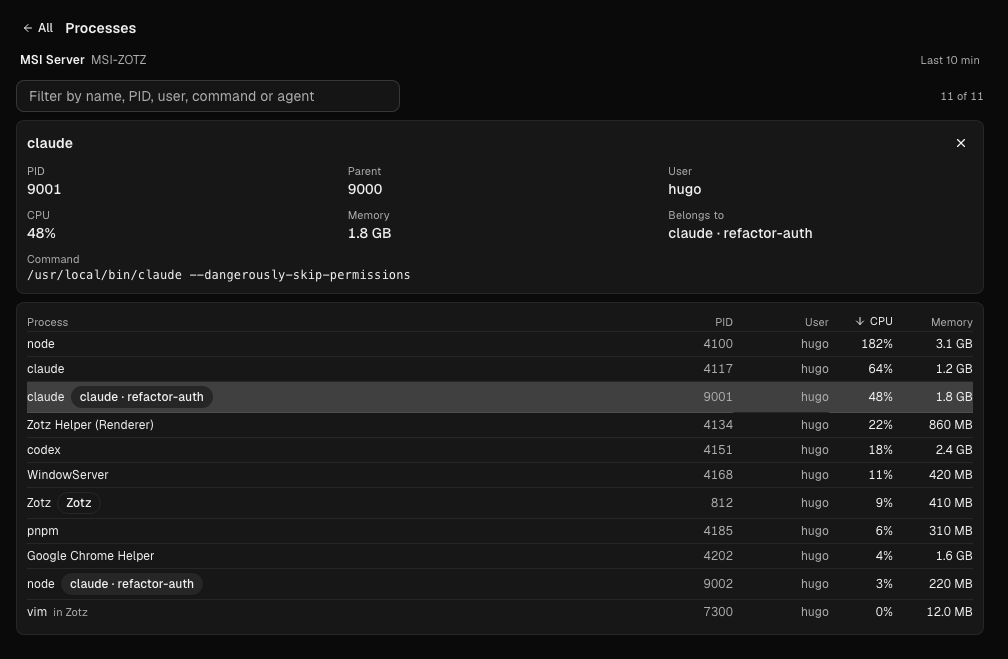 ← All Processes
MSI Server MSI-ZOTZ Last 10 min
Filter by name, PID, user, command or agent 11 of 11
claude ×
PID Parent User
9001 9000 hugo
CPU Memory Belongs to
48% 1.8 GB claude · refactor-auth
Command
/usr/local/bin/claude --dangerously-skip-permissions
Process PID User ↓ CPU Memory
node 4100 hugo 182% 3.1 GB
claude 4117 hugo 64% 1.2 GB
claude claude · refactor-auth 9001 hugo 48% 1.8 GB
Zotz Helper (Renderer) 4134 hugo 22% 860 MB
codex 4151 hugo 18% 2.4 GB
WindowServer 4168 hugo 11% 420 MB
Zotz Zotz 812 hugo 9% 410 MB
pnpm 4185 hugo 6% 310 MB
Google Chrome Helper 4202 hugo 4% 1.6 GB
node claude · refactor-auth 9002 hugo 3% 220 MB
vim in Zotz 7300 hugo 0% 12.0 MB